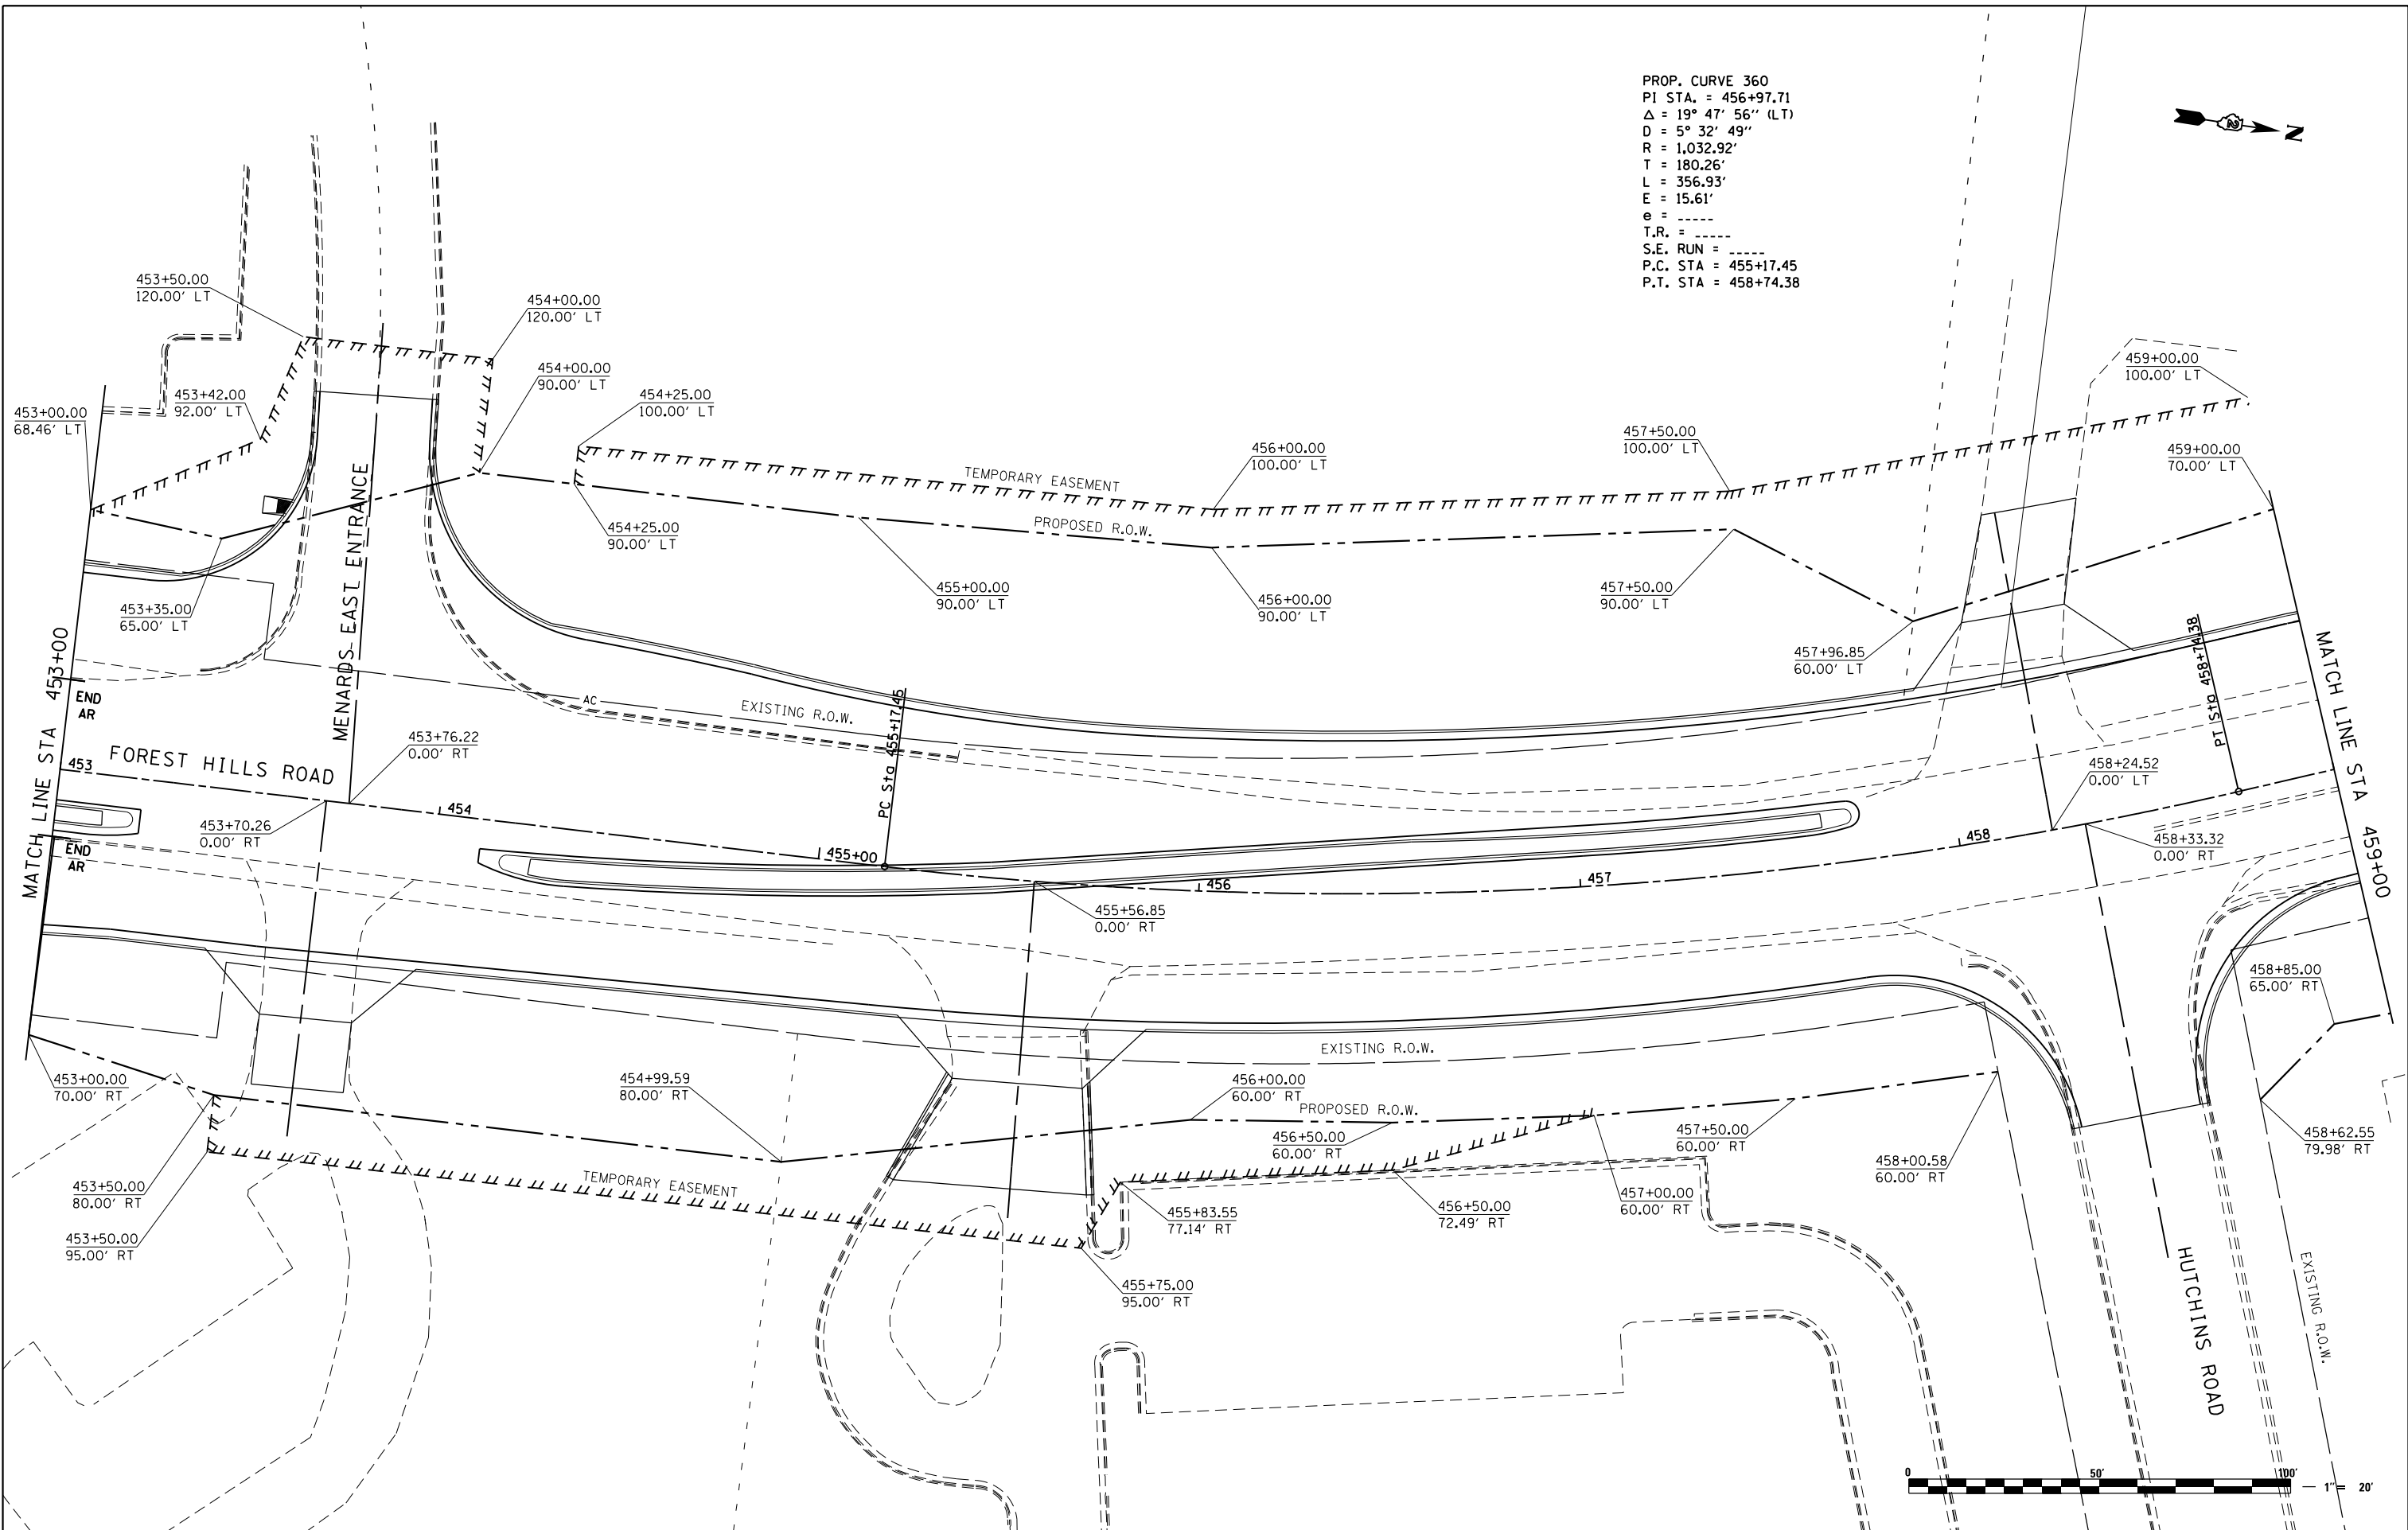 PROP. CURVE 360
PI STA. = 456+97.71
Δ = 19° 47' 56'' (LT)
D = 5° 32' 49''
R = 1,032.92'
T = 180.26'
L = 356.93'
E = 15.61'
e = -----
T.R. = -----
S.E. RUN = -----
P.C. STA = 455+17.45
P.T. STA = 458+74.38
N
453+50.00
120.00' LT
454+00.00
120.00' LT
454+00.00
90.00' LT
453+42.00
92.00' LT
453+00.00
68.46' LT
454+25.00
100.00' LT
456+00.00
100.00' LT
457+50.00
100.00' LT
459+00.00
100.00' LT
459+00.00
70.00' LT
TEMPORARY EASEMENT
PROPOSED R.O.W.
454+25.00
90.00' LT
455+00.00
90.00' LT
456+00.00
90.00' LT
457+50.00
90.00' LT
453+35.00
65.00' LT
457+96.85
60.00' LT
MENARDS EAST ENTRANCE
MATCH LINE STA 453+00
END
AR
AC
EXISTING R.O.W.
PC Sta 455+17.45
PT Sta 458+74.38
MATCH LINE STA 459+00
FOREST HILLS ROAD
453
453+76.22
0.00' RT
454
453+70.26
0.00' RT
455+00
456
457
458
458+24.52
0.00' LT
458+33.32
0.00' RT
END
AR
455+56.85
0.00' RT
458+85.00
65.00' RT
EXISTING R.O.W.
453+00.00
70.00' RT
454+99.59
80.00' RT
456+00.00
60.00' RT
PROPOSED R.O.W.
456+50.00
60.00' RT
457+50.00
60.00' RT
458+00.58
60.00' RT
458+62.55
79.98' RT
453+50.00
80.00' RT
TEMPORARY EASEMENT
453+50.00
95.00' RT
455+83.55
77.14' RT
456+50.00
72.49' RT
457+00.00
60.00' RT
455+75.00
95.00' RT
HUTCHINS ROAD
EXISTING R.O.W.
0 50' 100'
1" = 20'